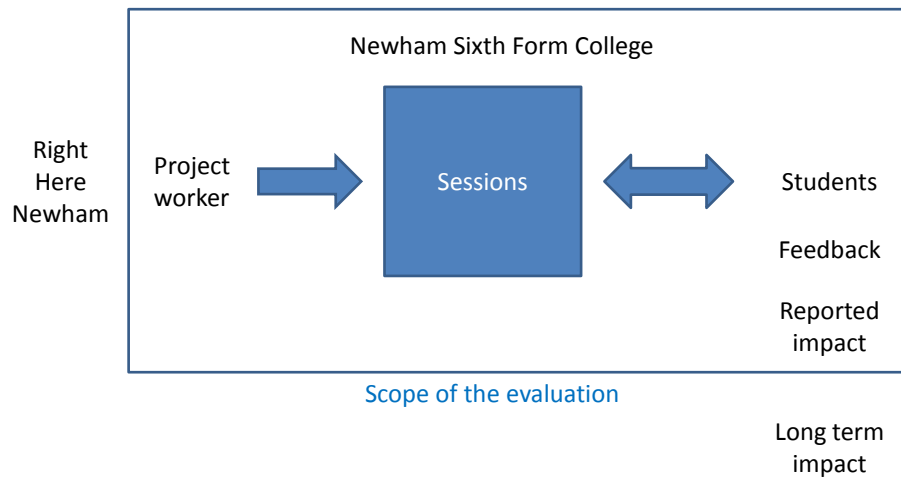 Newham Sixth Form College
Right
Here
Newham
Project
worker
Sessions
Students
Feedback
Reported
impact
Scope of the evaluation
Long term
impact